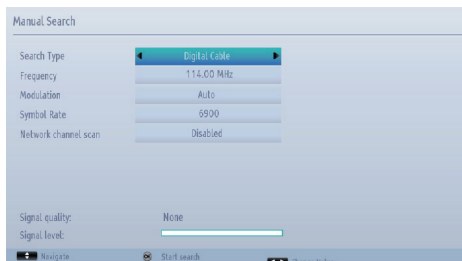 Manual Search
Search Type Digital Cable
Frequency 114.00 MHz
Modulation Auto
Symbol Rate 6900
Network channel scan Disabled
Signal quality: None
Signal level:
Navigate OK Start search